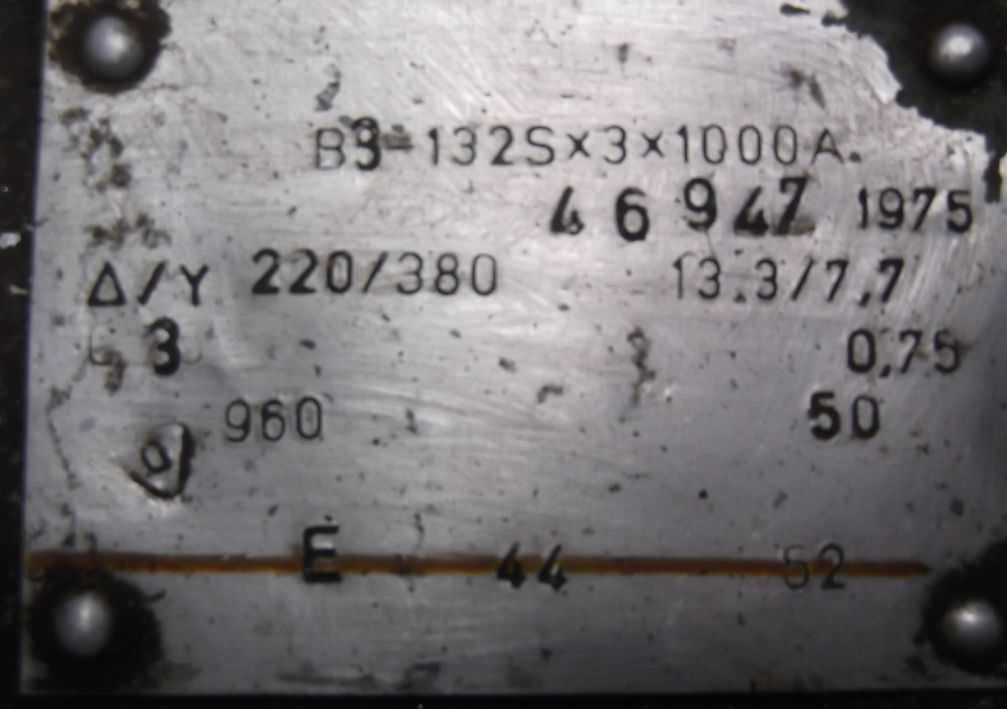 B3-132S×3×1000A.
46947 1975
Δ/Y 220/380 13.3/7,7
3 0,75
960 50
E 44 52